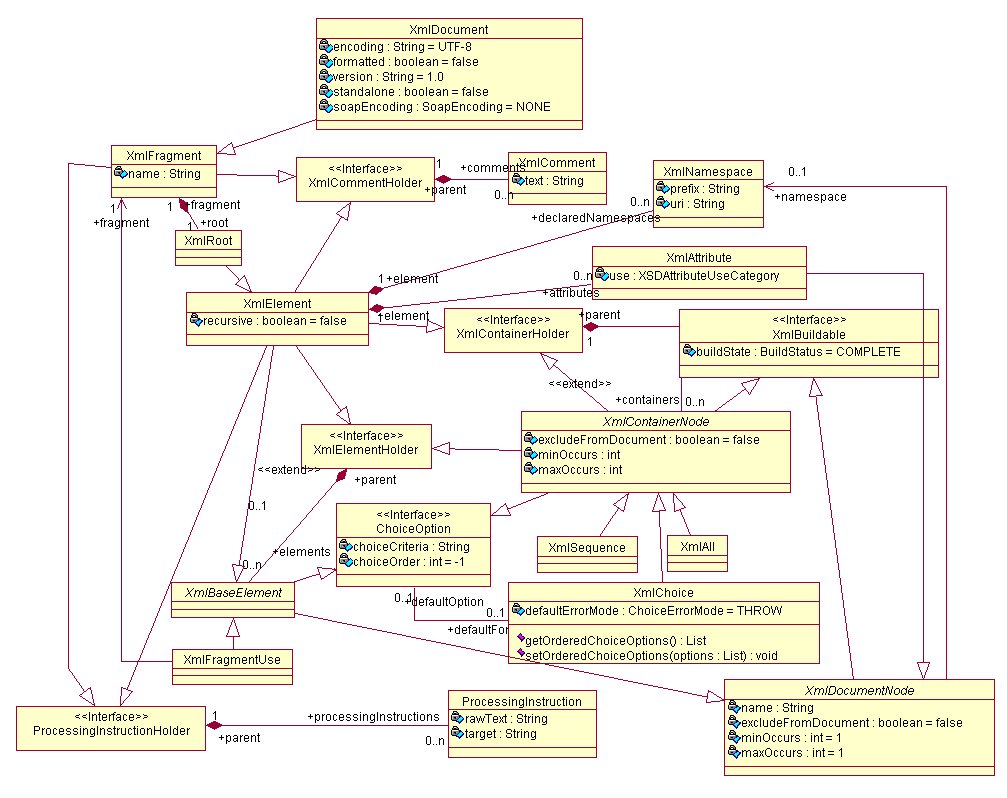 XmlDocument
encoding : String = UTF-8
formatted : boolean = false
version : String = 1.0
standalone : boolean = false
soapEncoding : SoapEncoding = NONE
XmlFragment
name : String
<<Interface>>
XmlCommentHolder
1
+comments
+parent
0..n
XmlComment
text : String
XmlNamespace
prefix : String
uri : String
0..1
+namespace
0..n
+declaredNamespaces
1
+fragment
1
+fragment
+root
1
XmlRoot
XmlAttribute
use : XSDAttributeUseCategory
1
+element
0..n
+attributes
XmlElement
recursive : boolean = false
1
+element
<<Interface>>
XmlContainerHolder
+parent
1
<<Interface>>
XmlBuildable
buildState : BuildStatus = COMPLETE
<<extend>>
+containers
0..n
XmlContainerNode
excludeFromDocument : boolean = false
minOccurs : int
maxOccurs : int
<<Interface>>
XmlElementHolder
<<extend>>
+parent
0..1
<<Interface>>
ChoiceOption
choiceCriteria : String
choiceOrder : int = -1
XmlSequence
XmlAll
+elements
0..n
XmlBaseElement
0..1
+defaultOption
0..1
+defaultFor
XmlChoice
defaultErrorMode : ChoiceErrorMode = THROW
getOrderedChoiceOptions() : List
setOrderedChoiceOptions(options : List) : void
XmlFragmentUse
XmlDocumentNode
name : String
excludeFromDocument : boolean = false
minOccurs : int = 1
maxOccurs : int = 1
<<Interface>>
ProcessingInstructionHolder
1
+processingInstructions
+parent
0..n
ProcessingInstruction
rawText : String
target : String